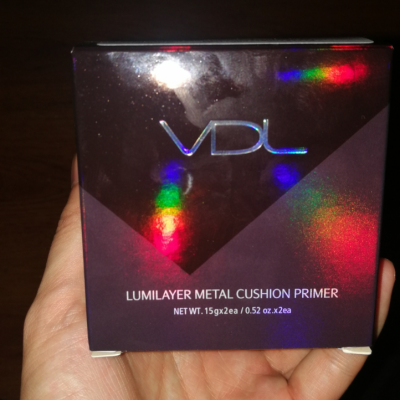 VDL
LUMILAYER METAL CUSHION PRIMER
NET WT. 15gx2ea / 0.52 oz.x2ea